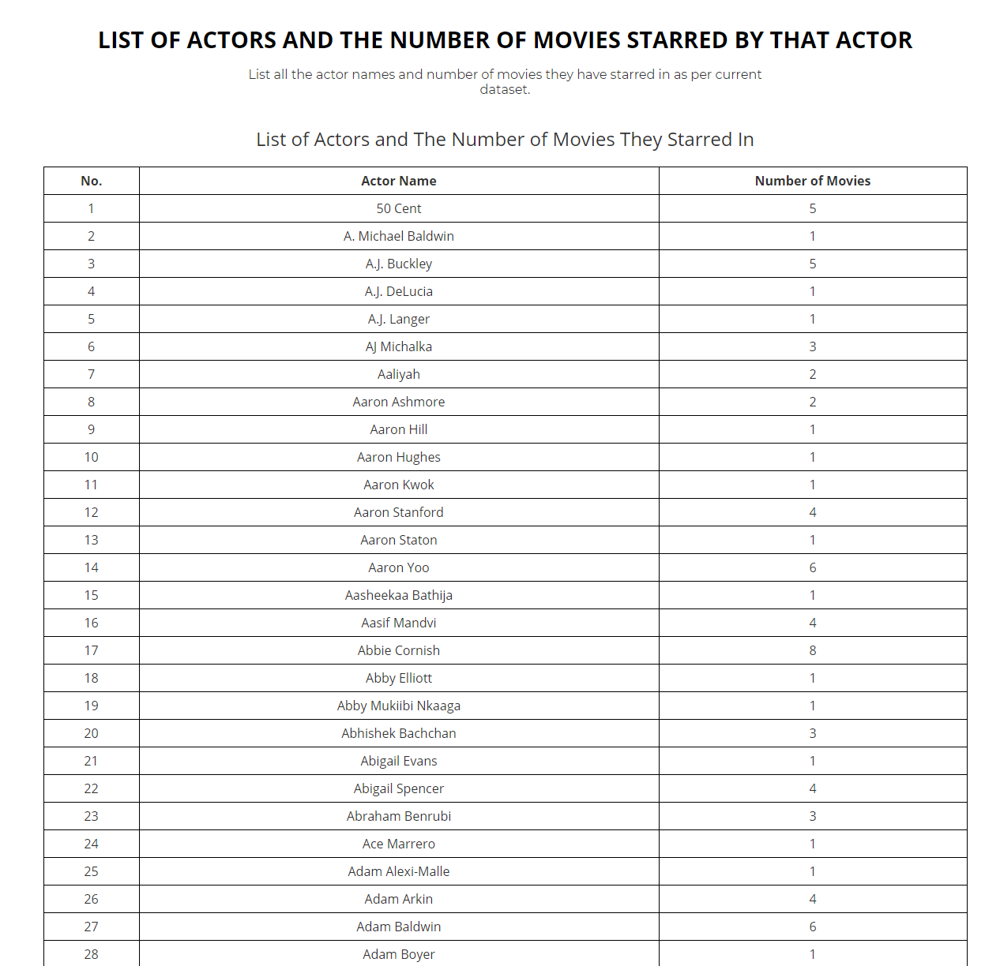 LIST OF ACTORS AND THE NUMBER OF MOVIES STARRED BY THAT ACTOR
List all the actor names and number of movies they have starred in as per current
dataset.
List of Actors and The Number of Movies They Starred In
No. Actor Name Number of Movies
1 50 Cent 5
2 A. Michael Baldwin 1
3 A.J. Buckley 5
4 A.J. DeLucia 1
5 A.J. Langer 1
6 AJ Michalka 3
7 Aaliyah 2
8 Aaron Ashmore 2
9 Aaron Hill 1
10 Aaron Hughes 1
11 Aaron Kwok 1
12 Aaron Stanford 4
13 Aaron Staton 1
14 Aaron Yoo 6
15 Aasheekaa Bathija 1
16 Aasif Mandvi 4
17 Abbie Cornish 8
18 Abby Elliott 1
19 Abby Mukiibi Nkaaga 1
20 Abhishek Bachchan 3
21 Abigail Evans 1
22 Abigail Spencer 4
23 Abraham Benrubi 3
24 Ace Marrero 1
25 Adam Alexi-Malle 1
26 Adam Arkin 4
27 Adam Baldwin 6
28 Adam Boyer 1